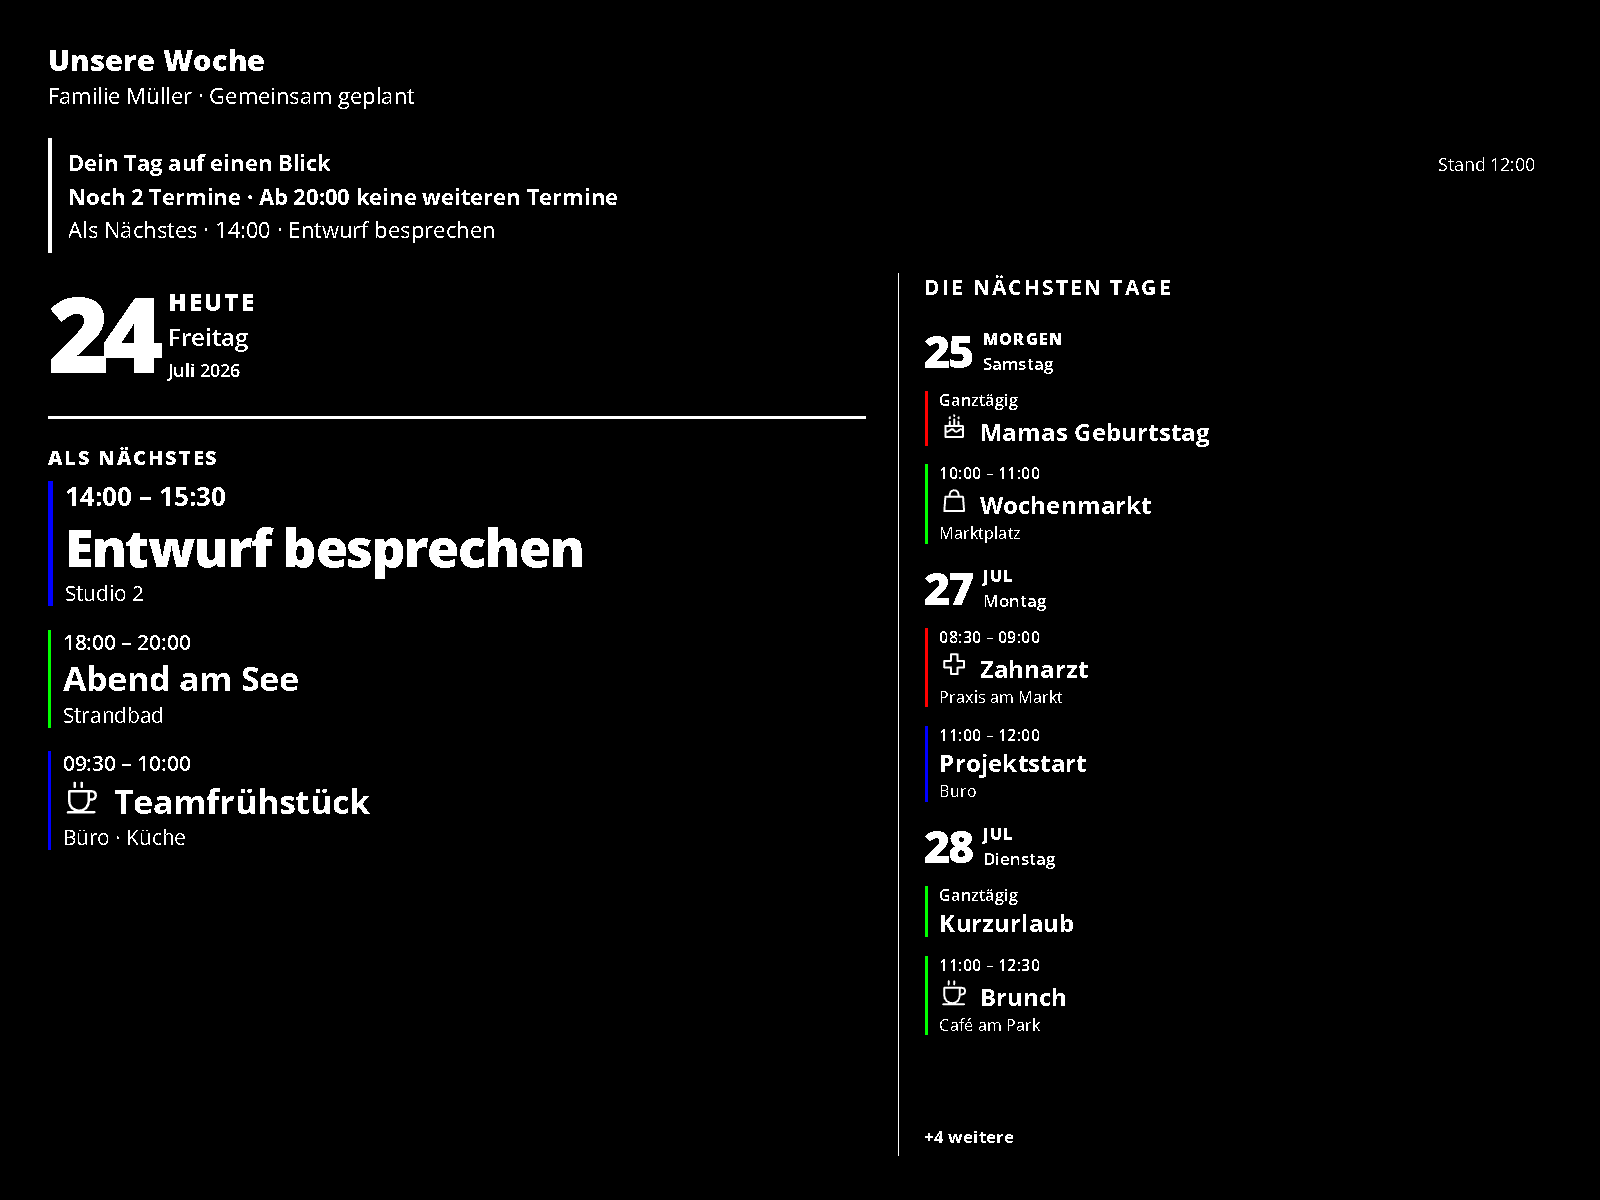 Unsere Woche
Familie Müller · Gemeinsam geplant
Dein Tag auf einen Blick
Stand 12:00
Noch 2 Termine · Ab 20:00 keine weiteren Termine
Als Nächstes · 14:00 · Entwurf besprechen
24
HEUTE
Freitag
Juli 2026
ALS NÄCHSTES
14:00 – 15:30
Entwurf besprechen
Studio 2
18:00 – 20:00
Abend am See
Strandbad
09:30 – 10:00
Teamfrühstück
Büro · Küche
DIE NÄCHSTEN TAGE
25
MORGEN
Samstag
Ganztägig
Mamas Geburtstag
10:00 – 11:00
Wochenmarkt
Marktplatz
27
JUL
Montag
08:30 – 09:00
Zahnarzt
Praxis am Markt
11:00 – 12:00
Projektstart
Buro
28
JUL
Dienstag
Ganztägig
Kurzurlaub
11:00 – 12:30
Brunch
Café am Park
+4 weitere